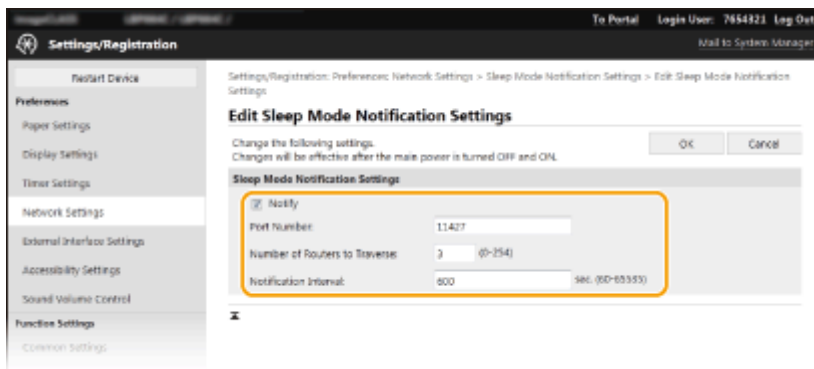 To Portal Login User: 7654321 Log Out
Settings/Registration
Mail to System Manager
Restart Device
Preferences
Paper Settings
Display Settings
Timer Settings
Network Settings
External Interface Settings
Accessibility Settings
Sound Volume Control
Function Settings
Common Settings
Settings/Registration: Preferences: Network Settings > Sleep Mode Notification Settings > Edit Sleep Mode Notification
Settings
Edit Sleep Mode Notification Settings
Change the following settings.
Changes will be effective after the main power is turned OFF and ON.
OK
Cancel
Sleep Mode Notification Settings
Notify
Port Number: 11427
Number of Routers to Traverse: 3 (0-254)
Notification Interval: 600 sec. (60-65535)